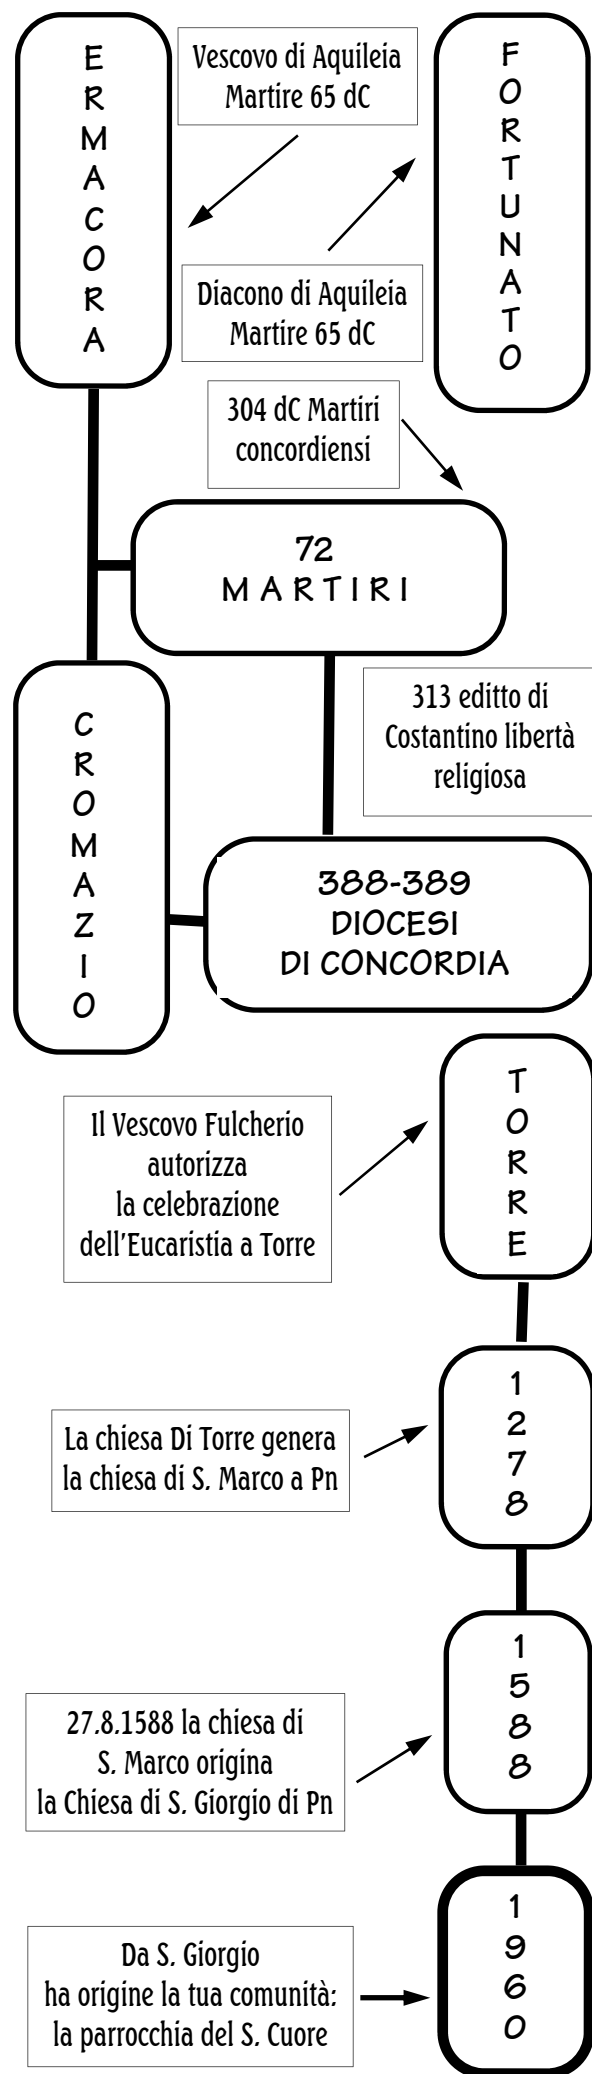 ERMACORA
Vescovo di Aquileia
Martire 65 dC
FORTUNATO
Diacono di Aquileia
Martire 65 dC
304 dC Martiri
concordiensi
72
MARTIRI
CROMAZIO
313 editto di
Costantino libertà
religiosa
388-389
DIOCESI
DI CONCORDIA
TORRE
Il Vescovo Fulcherio
autorizza
la celebrazione
dell'Eucaristia a Torre
1278
La chiesa Di Torre genera
la chiesa di S. Marco a Pn
1588
27.8.1588 la chiesa di
S. Marco origina
la Chiesa di S. Giorgio di Pn
1960
Da S. Giorgio
ha origine la tua comunità:
la parrocchia del S. Cuore